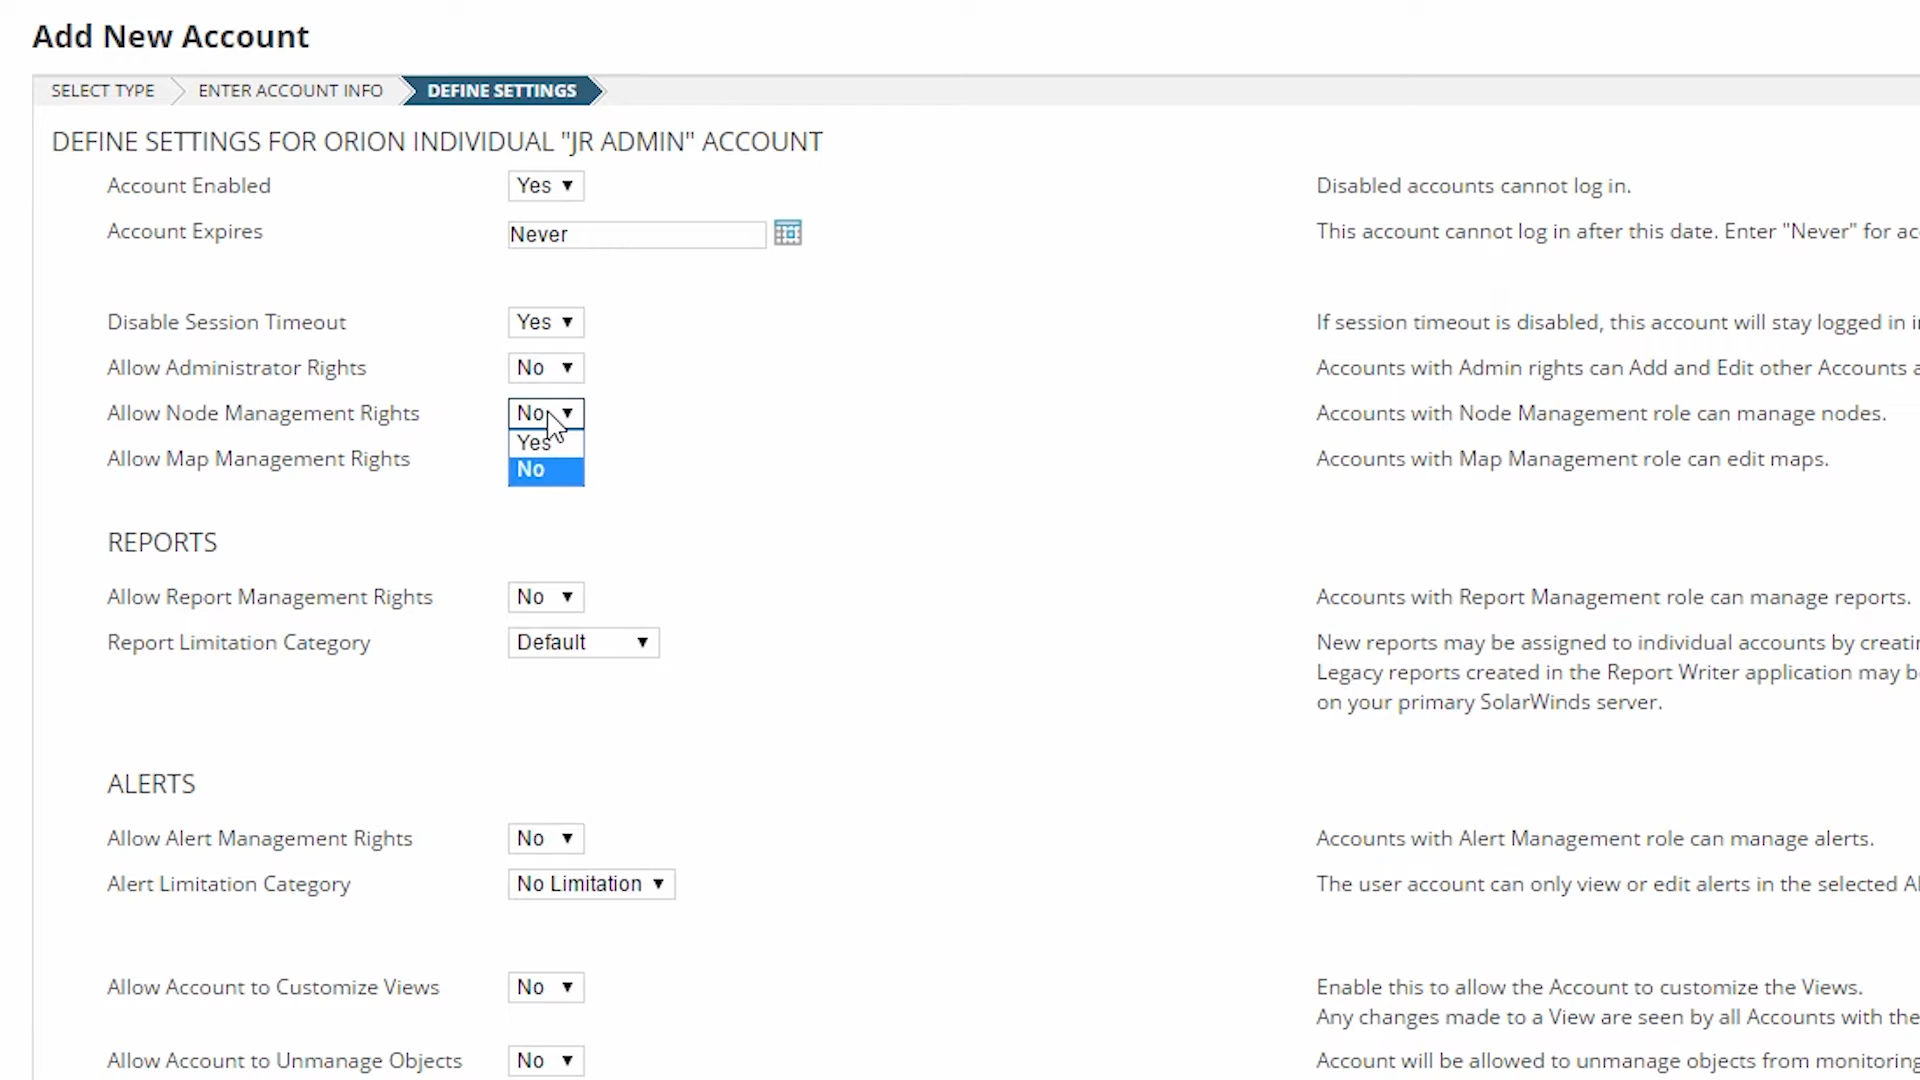 Add New Account
SELECT TYPE
ENTER ACCOUNT INFO
DEFINE SETTINGS
DEFINE SETTINGS FOR ORION INDIVIDUAL "JR ADMIN" ACCOUNT
Account Enabled
Yes
Disabled accounts cannot log in.
Account Expires
Never
This account cannot log in after this date. Enter "Never" for
Disable Session Timeout
Yes
If session timeout is disabled, this account will stay logged in
Allow Administrator Rights
No
Accounts with Admin rights can Add and Edit other Accounts
Allow Node Management Rights
No
Accounts with Node Management role can manage nodes.
Yes
Allow Map Management Rights
No
Accounts with Map Management role can edit maps.
REPORTS
Allow Report Management Rights
No
Accounts with Report Management role can manage reports.
Report Limitation Category
Default
New reports may be assigned to individual accounts by
Legacy reports created in the Report Writer application may
on your primary SolarWinds server.
ALERTS
Allow Alert Management Rights
No
Accounts with Alert Management role can manage alerts.
Alert Limitation Category
No Limitation
The user account can only view or edit alerts in the selected
Allow Account to Customize Views
No
Enable this to allow the Account to customize the Views.
Any changes made to a View are seen by all Accounts with the
Allow Account to Unmanage Objects
No
Account will be allowed to unmanage objects from monitoring